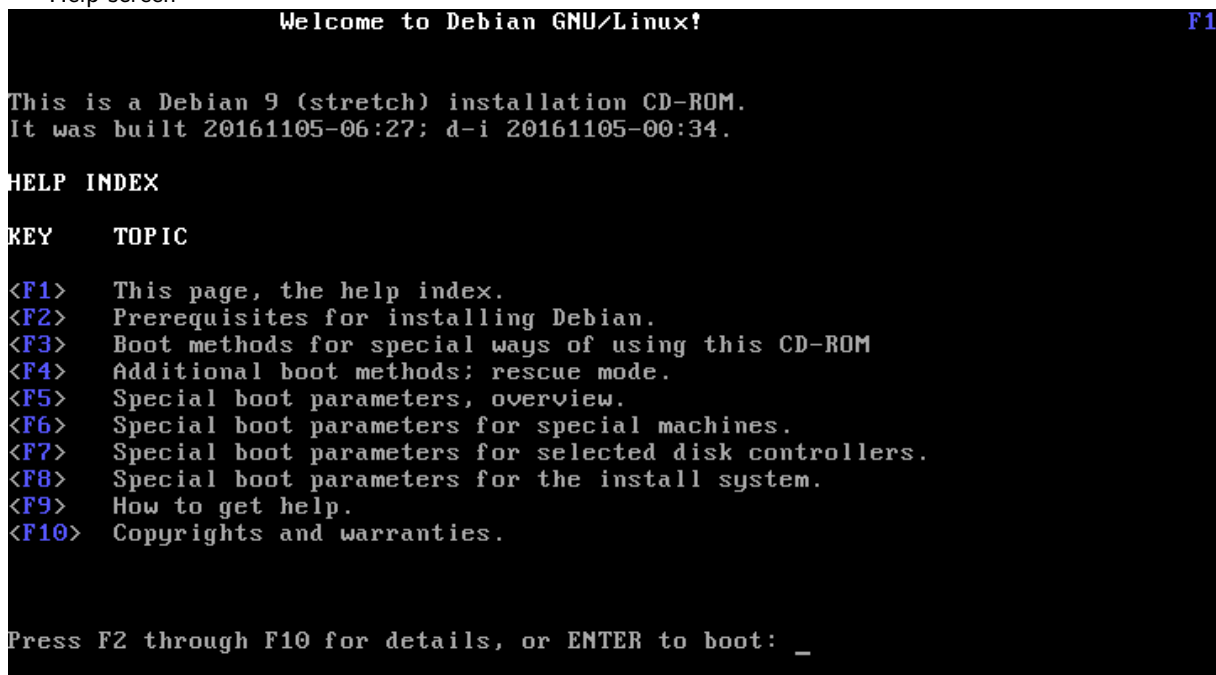 Help screen
Welcome to Debian GNU/Linux! F1
This is a Debian 9 (stretch) installation CD-ROM.
It was built 20161105-06:27; d-i 20161105-00:34.
HELP INDEX
KEY TOPIC
<F1> This page, the help index.
<F2> Prerequisites for installing Debian.
<F3> Boot methods for special ways of using this CD-ROM
<F4> Additional boot methods; rescue mode.
<F5> Special boot parameters, overview.
<F6> Special boot parameters for special machines.
<F7> Special boot parameters for selected disk controllers.
<F8> Special boot parameters for the install system.
<F9> How to get help.
<F10> Copyrights and warranties.
Press F2 through F10 for details, or ENTER to boot: _